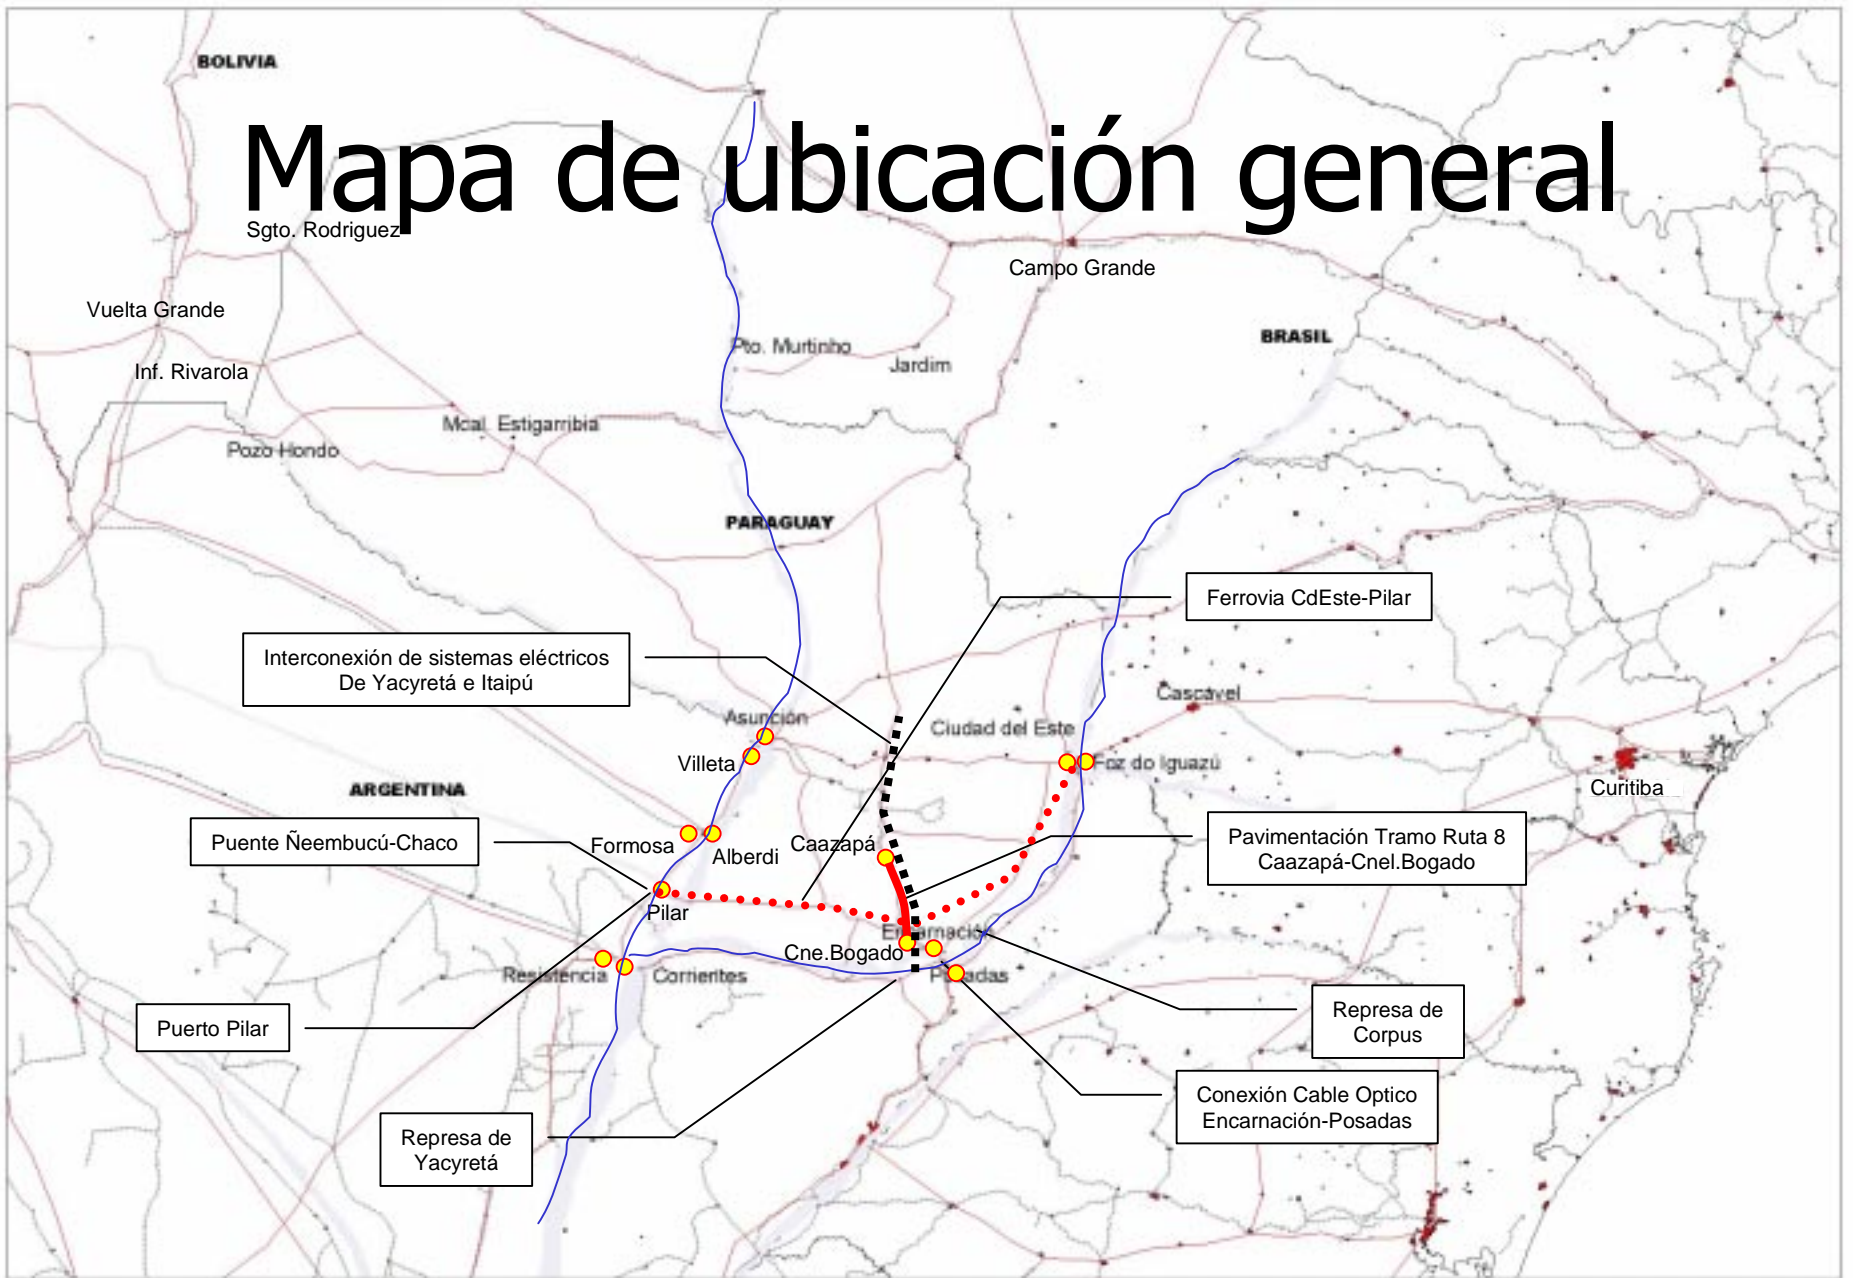 BOLIVIA
Mapa de ubicación general
Sgto. Rodriguez
Campo Grande
Vuelta Grande
BRASIL
Pto. Murtinho
Jardim
Inf. Rivarola
Mcal. Estigarribia
Pozo Hondo
PARAGUAY
Ferrovia CdEste-Pilar
Interconexión de sistemas eléctricos
De Yacyretá e Itaipú
Cascavel
Asunción
Ciudad del Este
Villeta
Foz do Iguazú
ARGENTINA
Curitiba
Puente Ñeembucú-Chaco
Formosa
Alberdi
Caazapá
Pavimentación Tramo Ruta 8
Caazapá-Cnel.Bogado
Pilar
Encarnación
Cne.Bogado
Resistencia
Corrientes
Posadas
Puerto Pilar
Represa de
Corpus
Conexión Cable Optico
Encarnación-Posadas
Represa de
Yacyretá